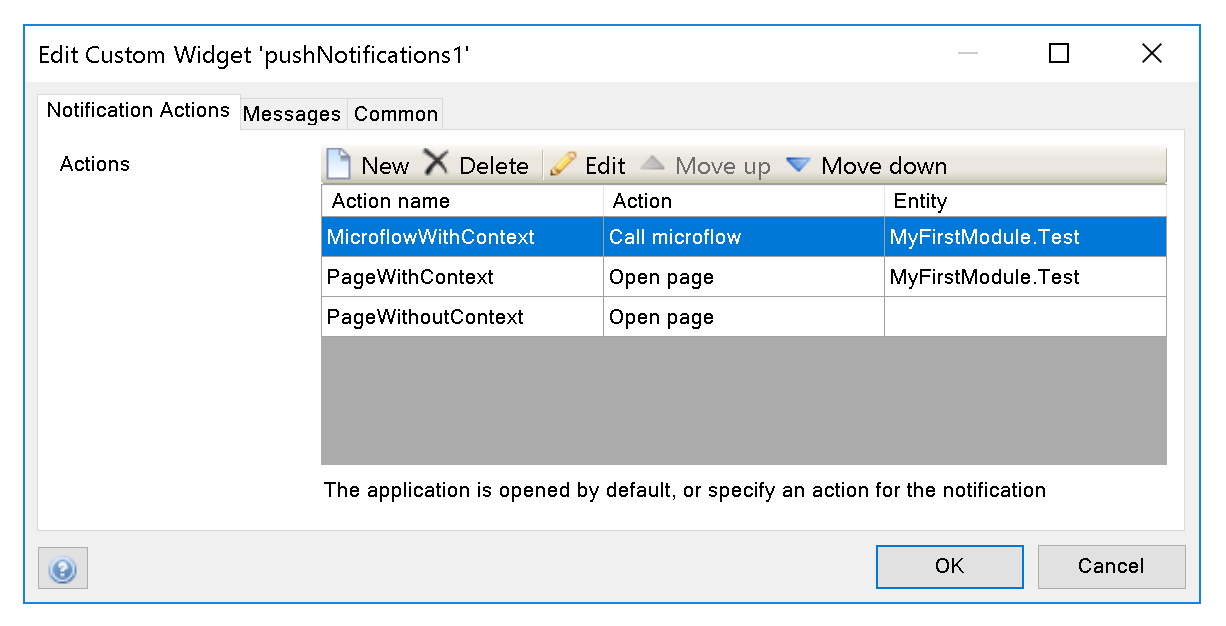 Edit Custom Widget 'pushNotifications1'
Notification Actions Messages Common
Actions New Delete Edit Move up Move down
Action name Action Entity
MicroflowWithContext Call microflow MyFirstModule.Test
PageWithContext Open page MyFirstModule.Test
PageWithoutContext Open page
The application is opened by default, or specify an action for the notification
? OK Cancel